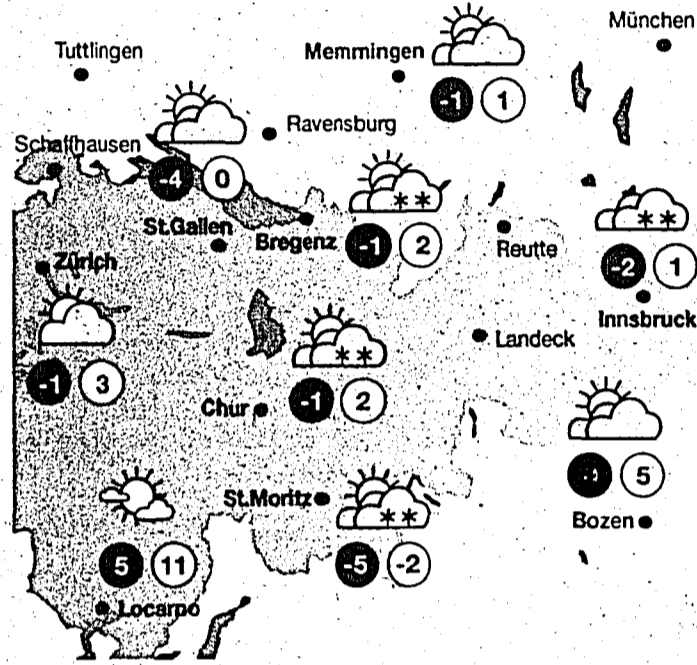 München
Tuttlingen
Memmingen
-1 1
Ravensburg
Schaffhausen
-4 0
St.Gallen
Bregenz
-1 2
Reutte
-2 1
Zürich
Innsbruck
Landeck
-1 3
Chur
-1 2
5
St.Moritz
Bozen
5 11
-5 -2
Locarno